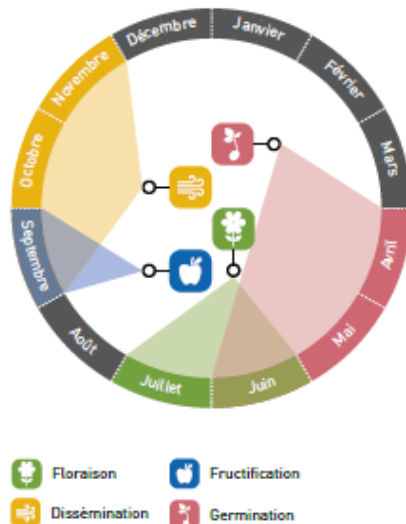 Janvier
Février
Mars
Avril
Mai
Juin
Juillet
Août
Septembre
Octobre
Novembre
Décembre
Floraison
Fructification
Dissémination
Germination